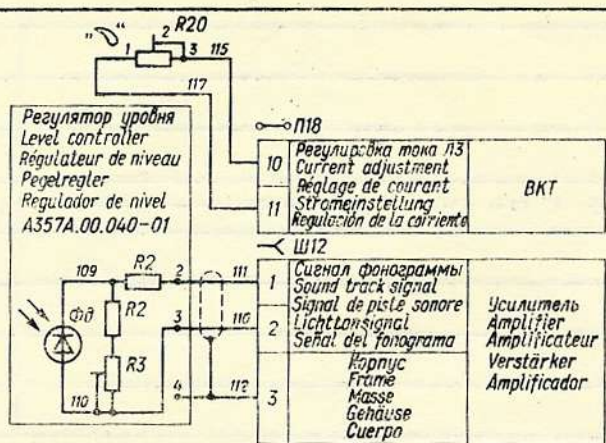 R20
„ “
1 2 3 115
117
Регулятор уровня
Level controller
Régulateur de niveau
Pegelregler
Regulador de nivel
А357А.00.040-01
П18
10
11
Регулировка тока ЛЗ
Current adjustment
Réglage de courant
Stromeinstellung
Regulación de la corriente
ВКТ
Ш12
109
R2
2
111
Фд
R2
3
110
R3
110
4
112
1
2
3
Сигнал фонограммы
Sound track signal
Signal de piste sonore
Lichttonsignal
Señal del fonograma
Корпус
Frame
Masse
Gehäuse
Cuerpo
Усилитель
Amplifier
Amplificateur
Verstärker
Amplificador